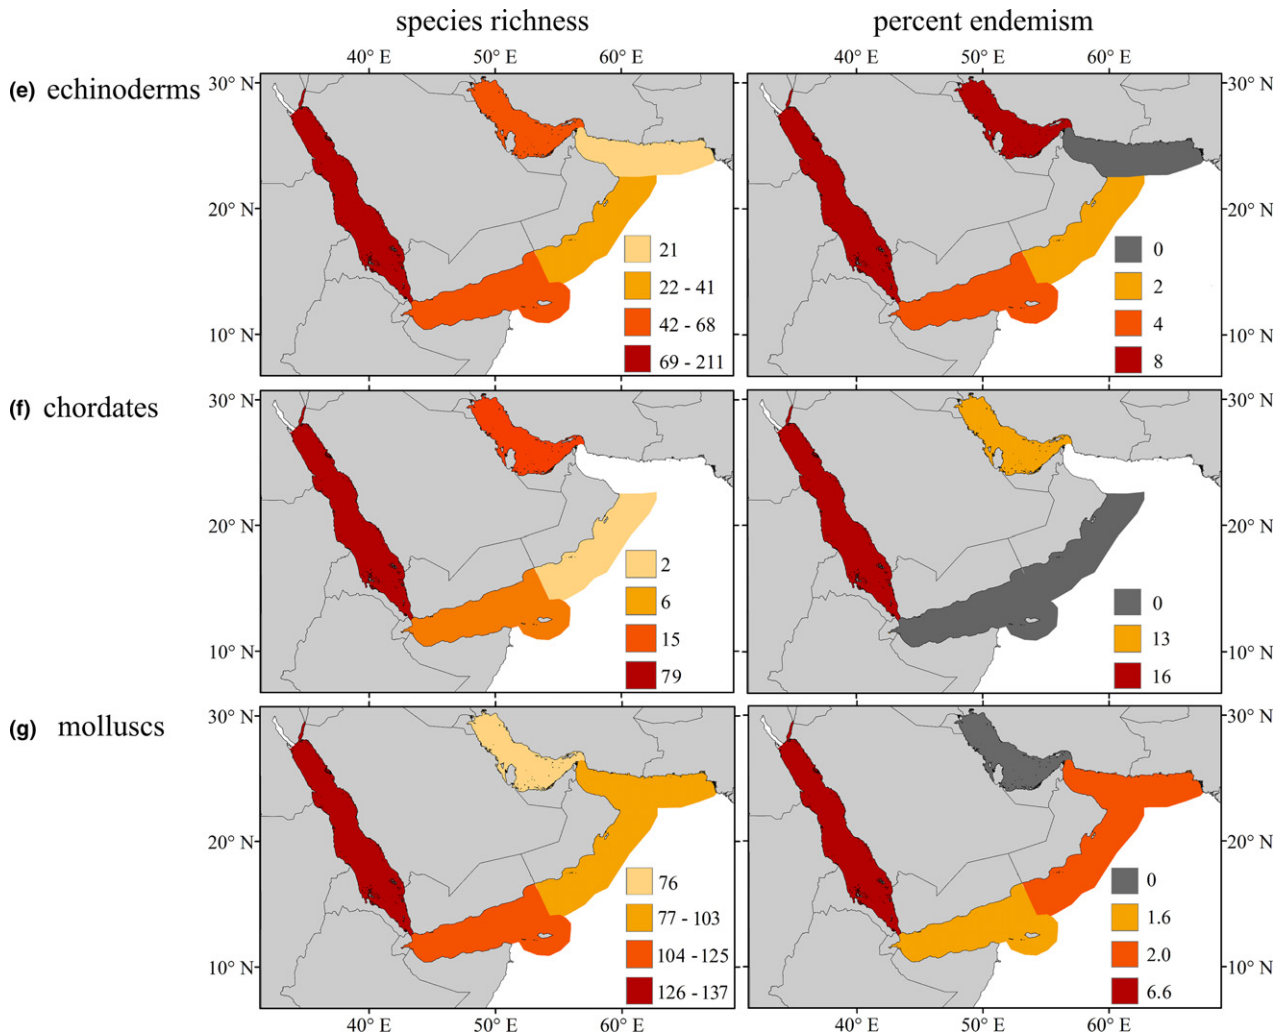 species richness
percent endemism
40° E 50° E 60° E
40° E 50° E 60° E
(e) echinoderms
30° N
20° N
10° N
21
22 - 41
42 - 68
69 - 211
30° N
20° N
10° N
0
2
4
8
(f) chordates
30° N
20° N
10° N
2
6
15
79
30° N
20° N
10° N
0
13
16
(g) molluscs
30° N
20° N
10° N
76
77 - 103
104 - 125
126 - 137
30° N
20° N
10° N
0
1.6
2.0
6.6
40° E 50° E 60° E
40° E 50° E 60° E